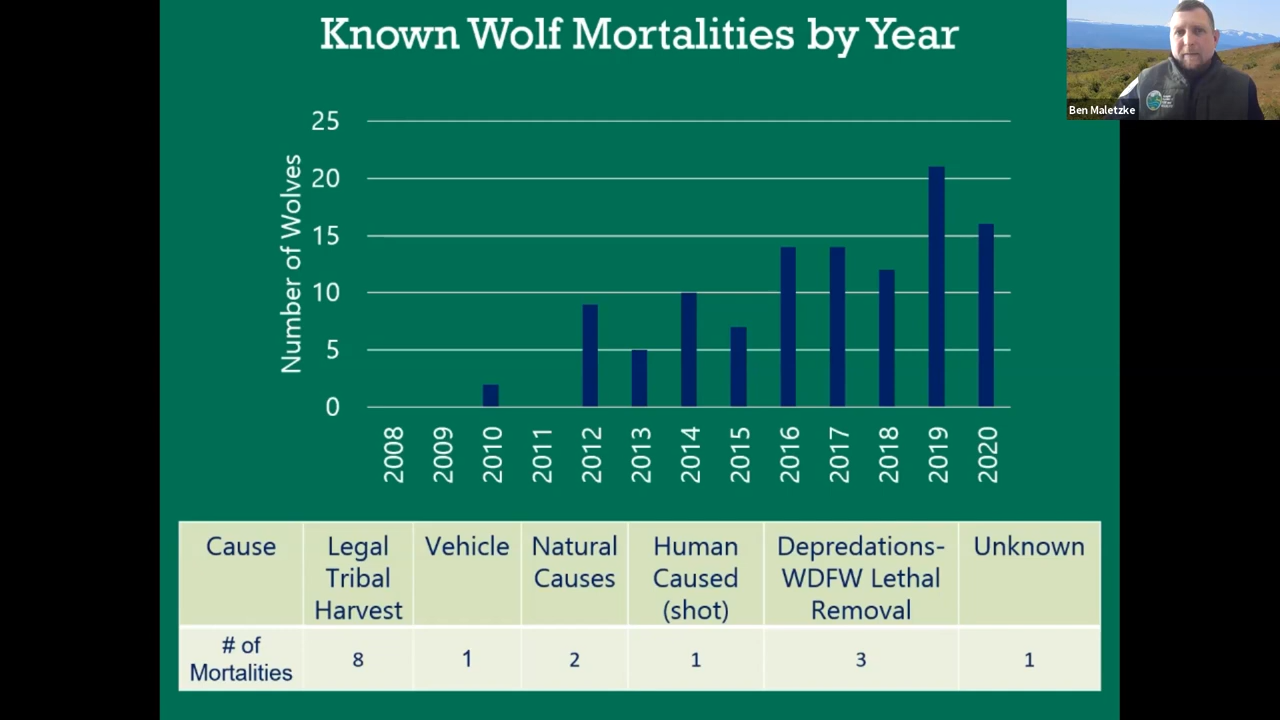 Known Wolf Mortalities by Year
Ben Maletzke
Number of Wolves
25
20
15
10
5
0
2008
2009
2010
2011
2012
2013
2014
2015
2016
2017
2018
2019
2020
Cause
Legal
Tribal
Harvest
Vehicle
Natural
Causes
Human
Caused
(shot)
Depredations-
WDFW Lethal
Removal
Unknown
# of
Mortalities
8
1
2
1
3
1